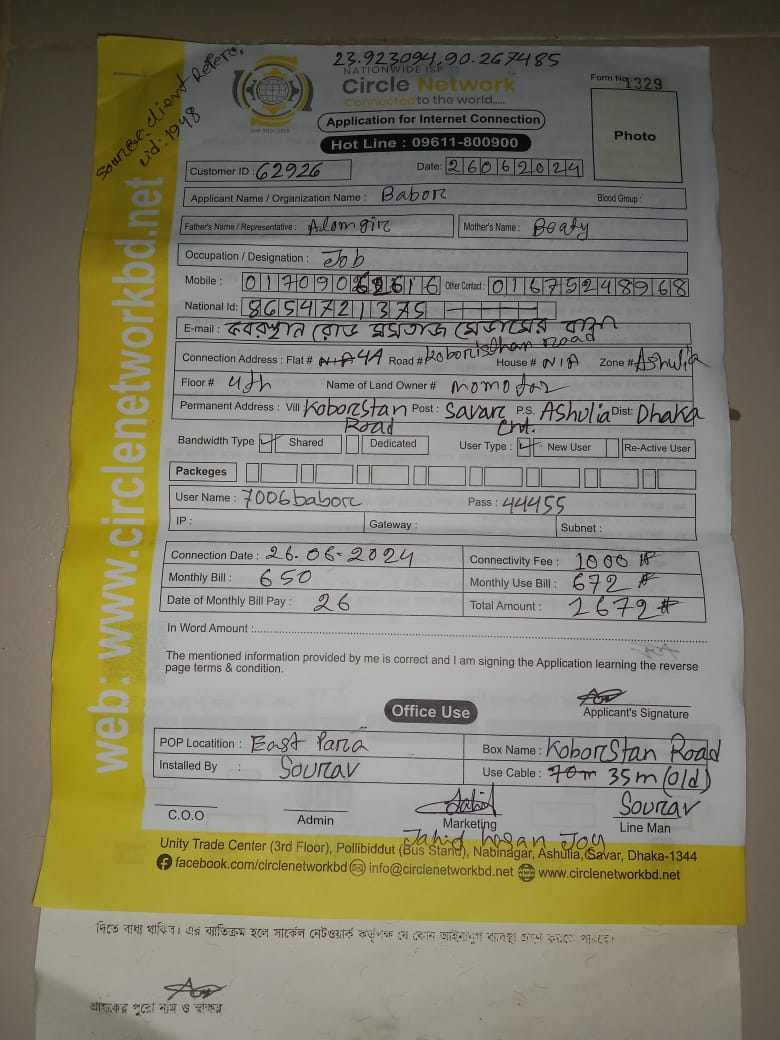 23.923094,90.267485
Source-client Refers.
cid: 1948
NATIONWIDE ISP
Circle Network
Connected to the world.....
Form No 1329
Application for Internet Connection
Hot Line : 09611-800900
Photo
Customer ID : 62926 Date: 26062024
Applicant Name / Organization Name : Babor Blood Group :
Father's Name / Representative : Alomgir Mother's Name : Beaty
Occupation / Designation : Job
Mobile : 01709062616 Other Contact : 01675248968
National Id: 8654721375
E-mail : কবরস্থান রোড মমতাজ মেডামের বাড়ী
Connection Address : Flat # N/A 4A Road # Koboristhan road House # N/A Zone # Ashulia
Floor # 4th Name of Land Owner # momotaz
Permanent Address : Vill Koborstan Road Post : Savar Cnt. P.S. Ashulia Dist: Dhaka
Bandwidth Type Shared Dedicated User Type : New User Re-Active User
Packeges
User Name : 7006babor Pass : 44455
IP : Gateway : Subnet :
Connection Date : 26.06-2024 Connectivity Fee : 1000 #
Monthly Bill : 650 Monthly Use Bill : 672 #
Date of Monthly Bill Pay : 26 Total Amount : 1672 #
In Word Amount :
The mentioned information provided by me is correct and I am signing the Application learning the reverse
page terms & condition.
Applicant's Signature
Office Use
POP Locatition : East Para Box Name : Koborstan Road
Installed By : Sourav Use Cable : 70m 35m (old)
Sourav
C.O.O Admin Marketing Line Man
Jahid hosan Joy
Unity Trade Center (3rd Floor), Pollibiddut (Bus Stand), Nabinagar, Ashulia, Savar, Dhaka-1344
facebook.com/circlenetworkbd info@circlenetworkbd.net www.circlenetworkbd.net
web: www.circlenetworkbd.net
দিতে বাধ্য থাকিব। এর ব্যতিক্রম হলে সার্কেল নেটওয়ার্ক কর্তৃপক্ষ যে কোন আইনানুগ ব্যবস্থা গ্রহণ করতে পারবে।
গ্রাহকের পুরো নাম ও স্বাক্ষর